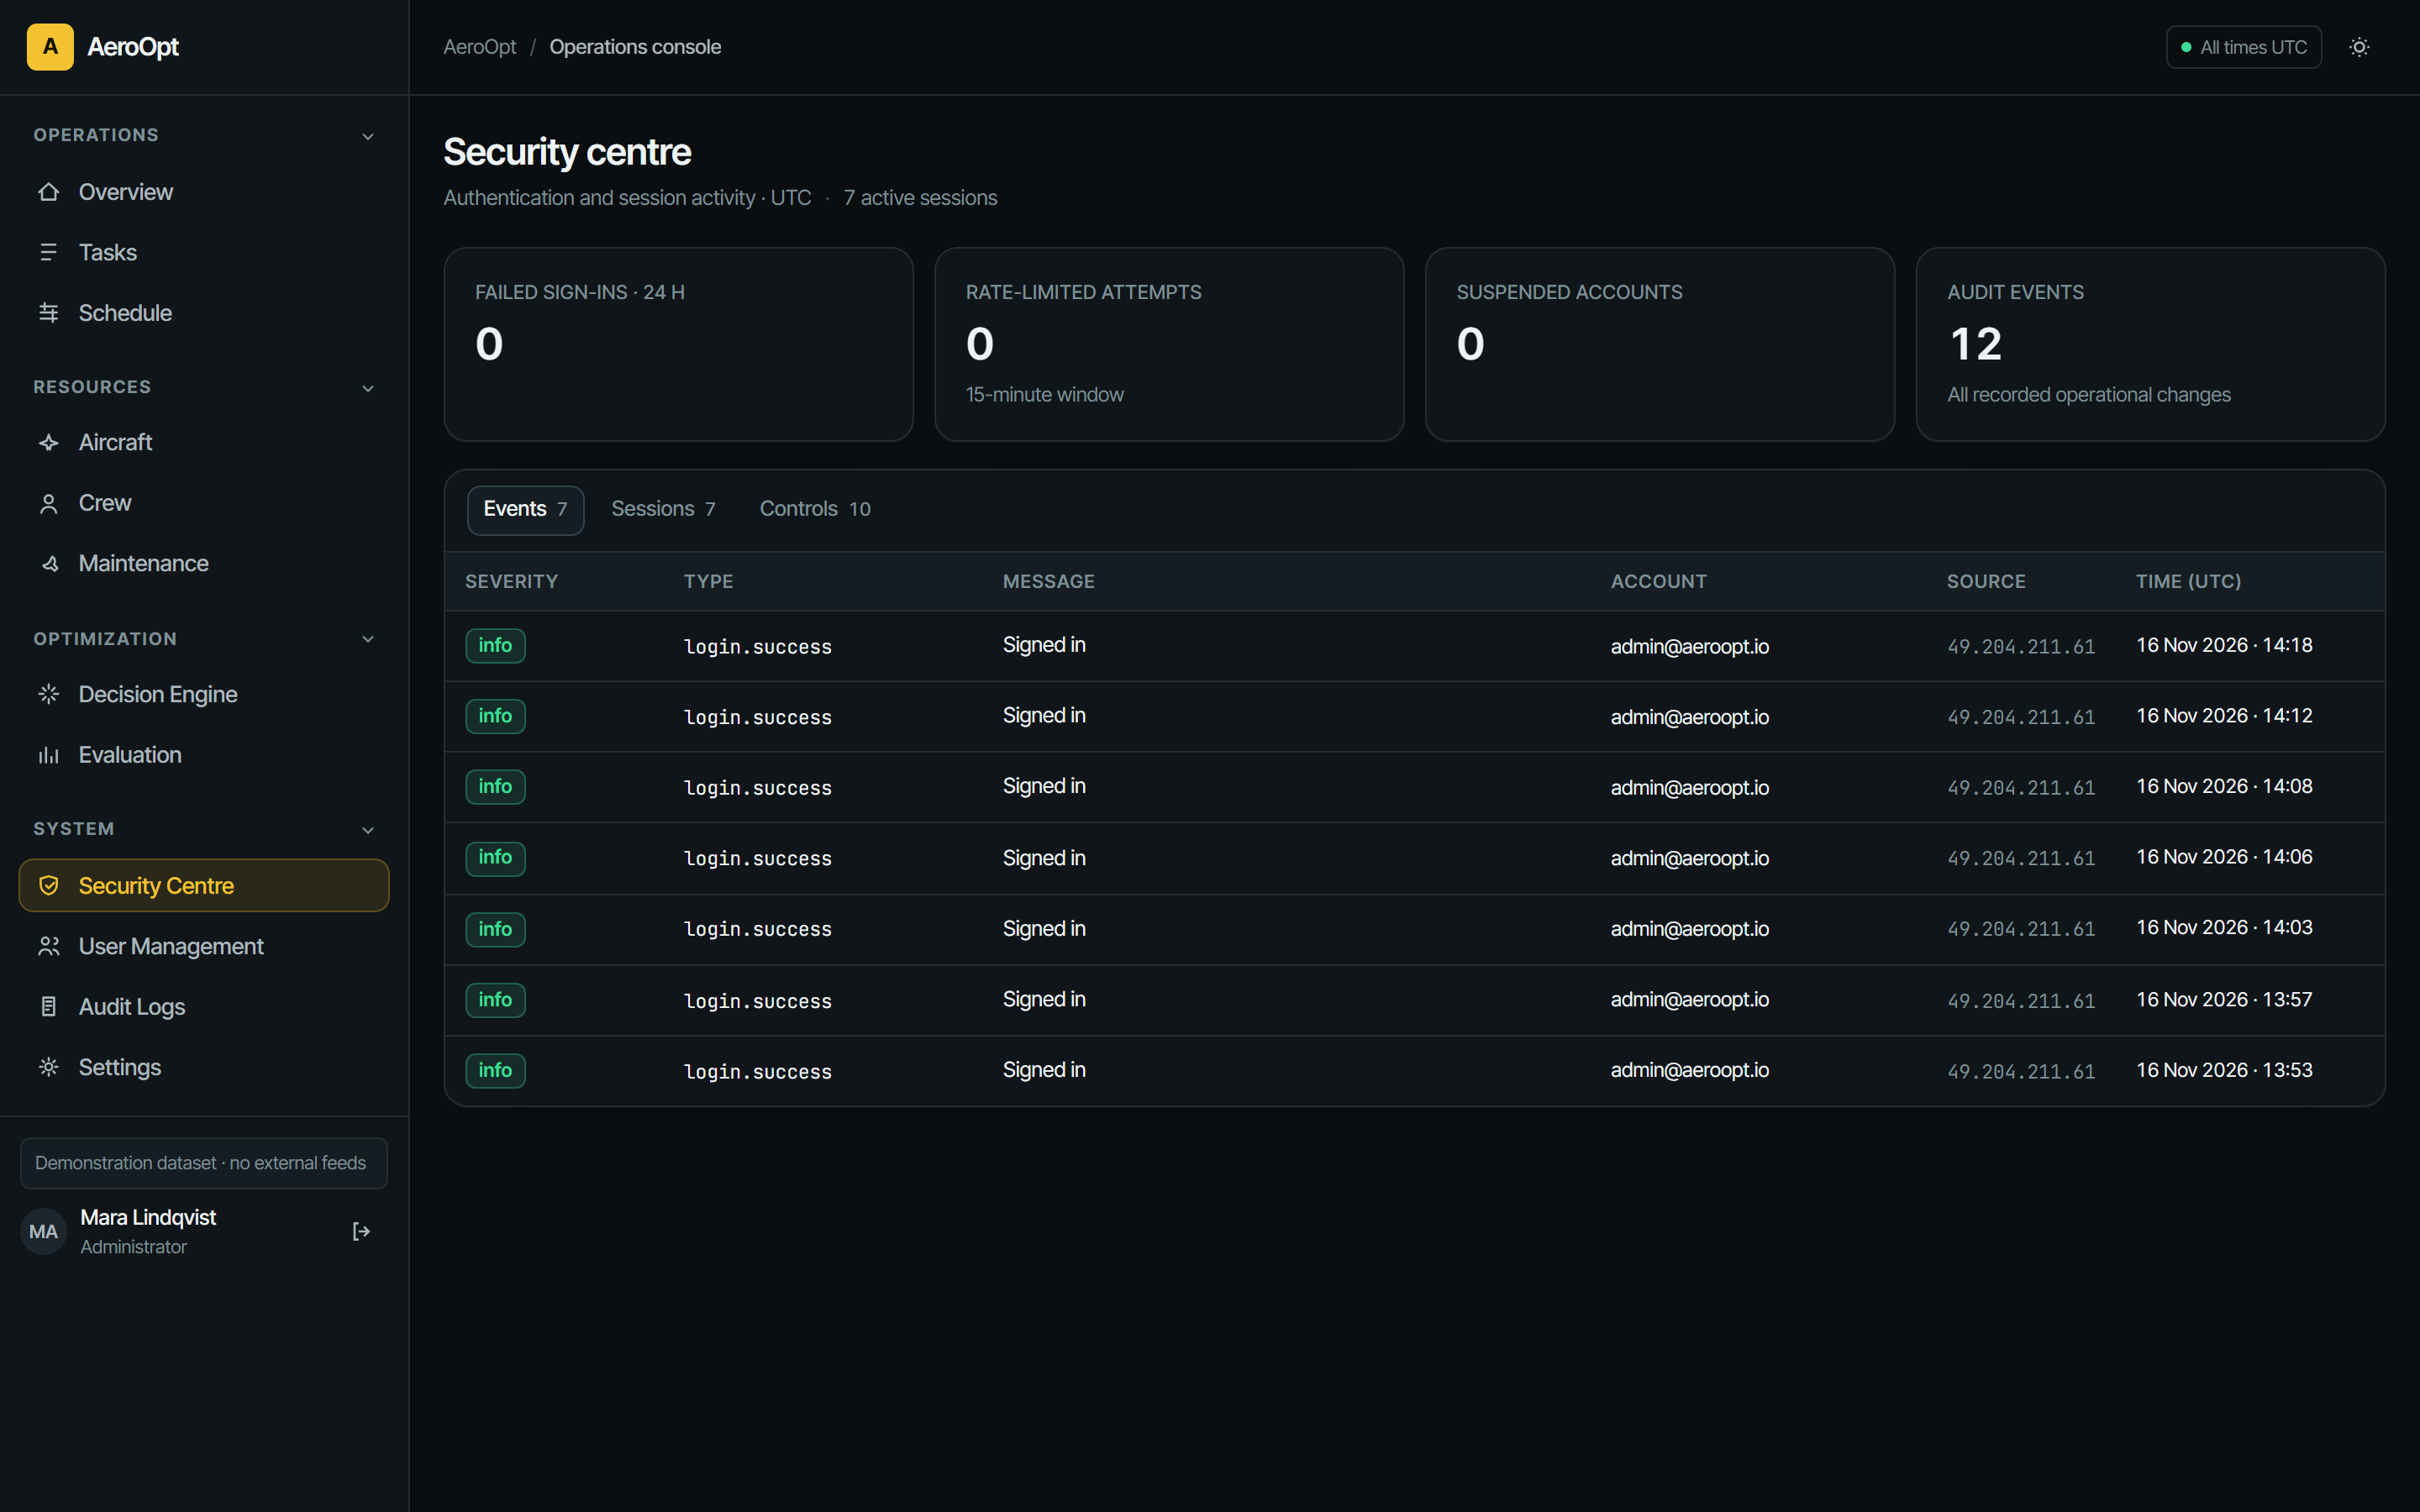 A AeroOpt
AeroOpt / Operations console
All times UTC
OPERATIONS
Overview
Tasks
Schedule
RESOURCES
Aircraft
Crew
Maintenance
OPTIMIZATION
Decision Engine
Evaluation
SYSTEM
Security Centre
User Management
Audit Logs
Settings
Demonstration dataset · no external feeds
MA
Mara Lindqvist
Administrator
Security centre
Authentication and session activity · UTC · 7 active sessions
FAILED SIGN-INS · 24 H
0
RATE-LIMITED ATTEMPTS
0
15-minute window
SUSPENDED ACCOUNTS
0
AUDIT EVENTS
12
All recorded operational changes
Events 7 Sessions 7 Controls 10
SEVERITY TYPE MESSAGE ACCOUNT SOURCE TIME (UTC)
info login.success Signed in admin@aeroopt.io 49.204.211.61 16 Nov 2026 · 14:18
info login.success Signed in admin@aeroopt.io 49.204.211.61 16 Nov 2026 · 14:12
info login.success Signed in admin@aeroopt.io 49.204.211.61 16 Nov 2026 · 14:08
info login.success Signed in admin@aeroopt.io 49.204.211.61 16 Nov 2026 · 14:06
info login.success Signed in admin@aeroopt.io 49.204.211.61 16 Nov 2026 · 14:03
info login.success Signed in admin@aeroopt.io 49.204.211.61 16 Nov 2026 · 13:57
info login.success Signed in admin@aeroopt.io 49.204.211.61 16 Nov 2026 · 13:53